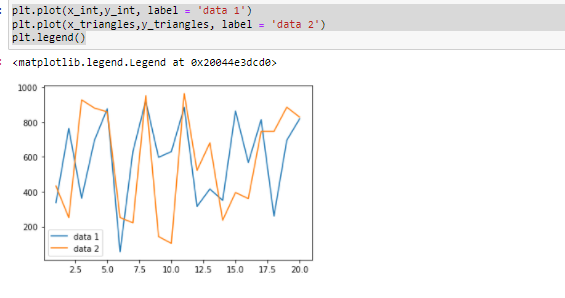 plt.plot(x_int,y_int, label = 'data 1')
plt.plot(x_triangles,y_triangles, label = 'data 2')
plt.legend()
<matplotlib.legend.Legend at 0x20044e3dcd0>
1000
800
600
400
200
data 1
data 2
2.5 5.0 7.5 10.0 12.5 15.0 17.5 20.0